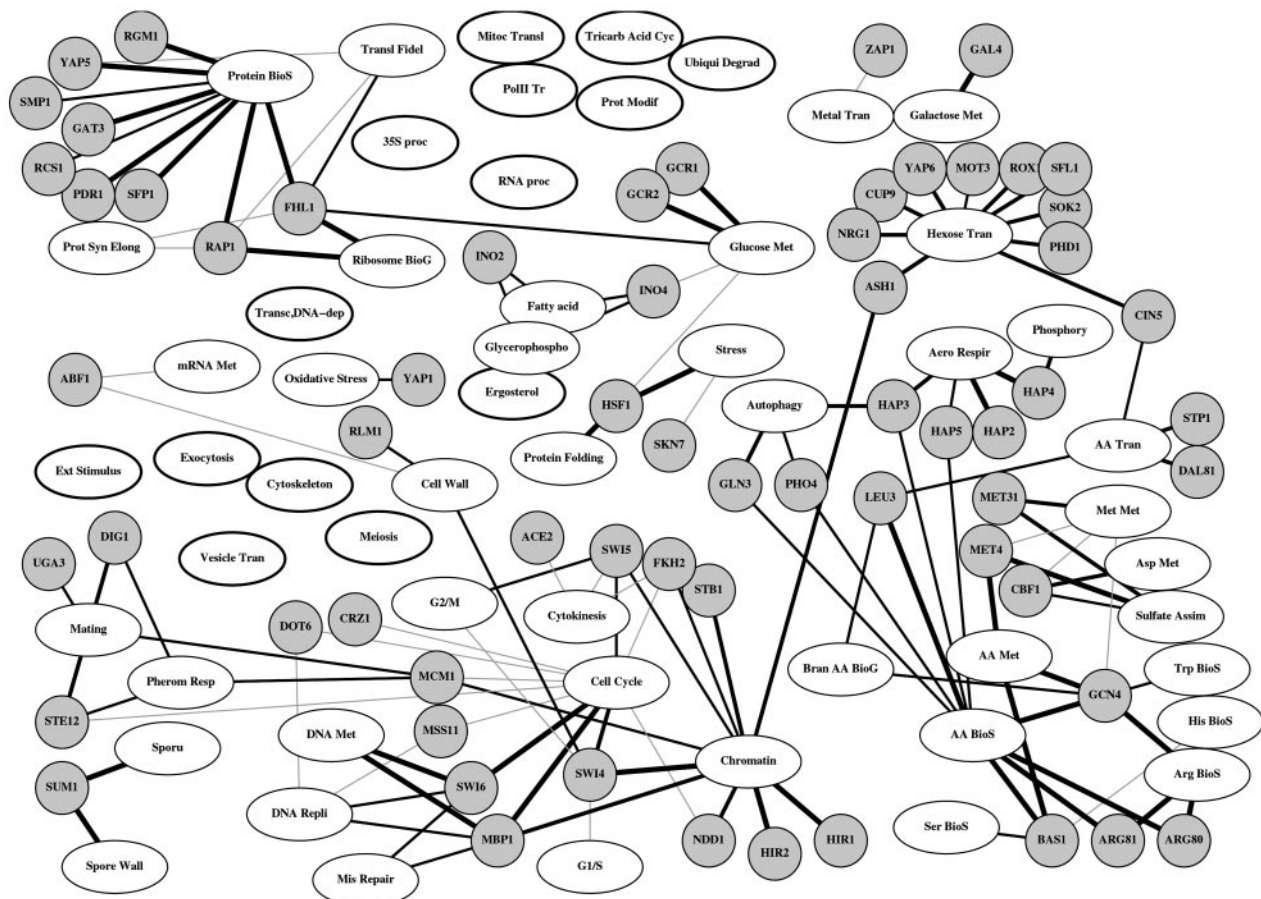 RGM1
Transl Fidel
Mitoc Transl
Tricarb Acid Cyc
ZAP1
GAL4
YAP5
Protein BioS
Ubiqui Degrad
PolII Tr
Prot Modif
SMP1
Metal Tran
Galactose Met
GAT3
35S proc
RCS1
GCR1
YAP6
MOT3
ROX1
SFL1
PDR1
SFP1
RNA proc
GCR2
CUP9
FHL1
SOK2
NRG1
Hexose Tran
PHD1
Prot Syn Elong
RAP1
Ribosome BioG
Glucose Met
INO2
INO4
ASH1
Transc,DNA-dep
Fatty acid
CIN5
Phosphory
Glycerophospho
Stress
Aero Respir
mRNA Met
ABF1
Oxidative Stress
YAP1
Ergosterol
HAP4
HSF1
Autophagy
HAP3
STP1
RLM1
HAP5
HAP2
AA Tran
Protein Folding
SKN7
Ext Stimulus
Exocytosis
DAL81
Cytoskeleton
Cell Wall
GLN3
PHO4
LEU3
MET31
Met Met
DIG1
Meiosis
ACE2
SWI5
MET4
UGA3
Vesicle Tran
FKH2
Asp Met
STB1
CBF1
G2/M
Cytokinesis
Sulfate Assim
Mating
DOT6
CRZ1
AA Met
Bran AA BioG
Trp BioS
Pherom Resp
MCM1
Cell Cycle
GCN4
STE12
MSS11
His BioS
DNA Met
AA BioS
Sporu
Chromatin
SWI4
Arg BioS
SUM1
SWI6
DNA Repli
Ser BioS
MBP1
NDD1
HIR1
BAS1
ARG81
ARG80
HIR2
Spore Wall
G1/S
Mis Repair